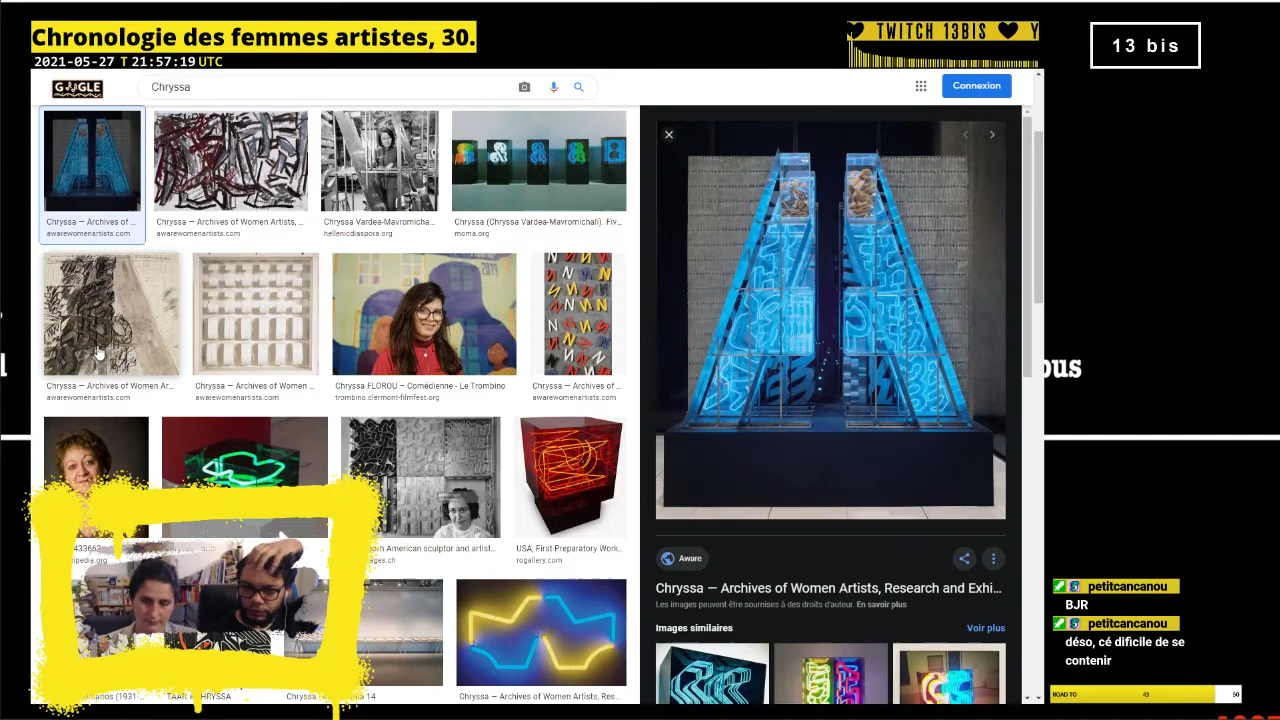 Chronologie des femmes artistes, 30.
2021-05-27 T 21:57:19 UTC
TWITCH 13BIS
13 bis
Chryssa
Connexion
Chryssa — Archives of ...
awarewomenartists.com
Chryssa — Archives of Women Artists, ...
awarewomenartists.com
Chryssa Vardea-Mavromicha...
hellenicdiaspora.org
Chryssa (Chryssa Vardea-Mavromichali). Fiv...
moma.org
Chryssa — Archives of Women Ar...
awarewomenartists.com
Chryssa — Archives of Women ...
awarewomenartists.com
Chryssa FLOROU – Comédienne - Le Trombino
trombino.clermont-filmfest.org
Chryssa — Archives of ...
awarewomenartists.com
American sculptor and artist...
USA, First Preparatory Work...
rogallery.com
Chryssa — Archives of Women Artists, Res...
Aware
Chryssa — Archives of Women Artists, Research and Exhi...
Les images peuvent être soumises à des droits d'auteur. En savoir plus
Images similaires
Voir plus
ous
petitcancanou
BJR
petitcancanou
déso, cé dificile de se
contenir
ROAD TO
43
50